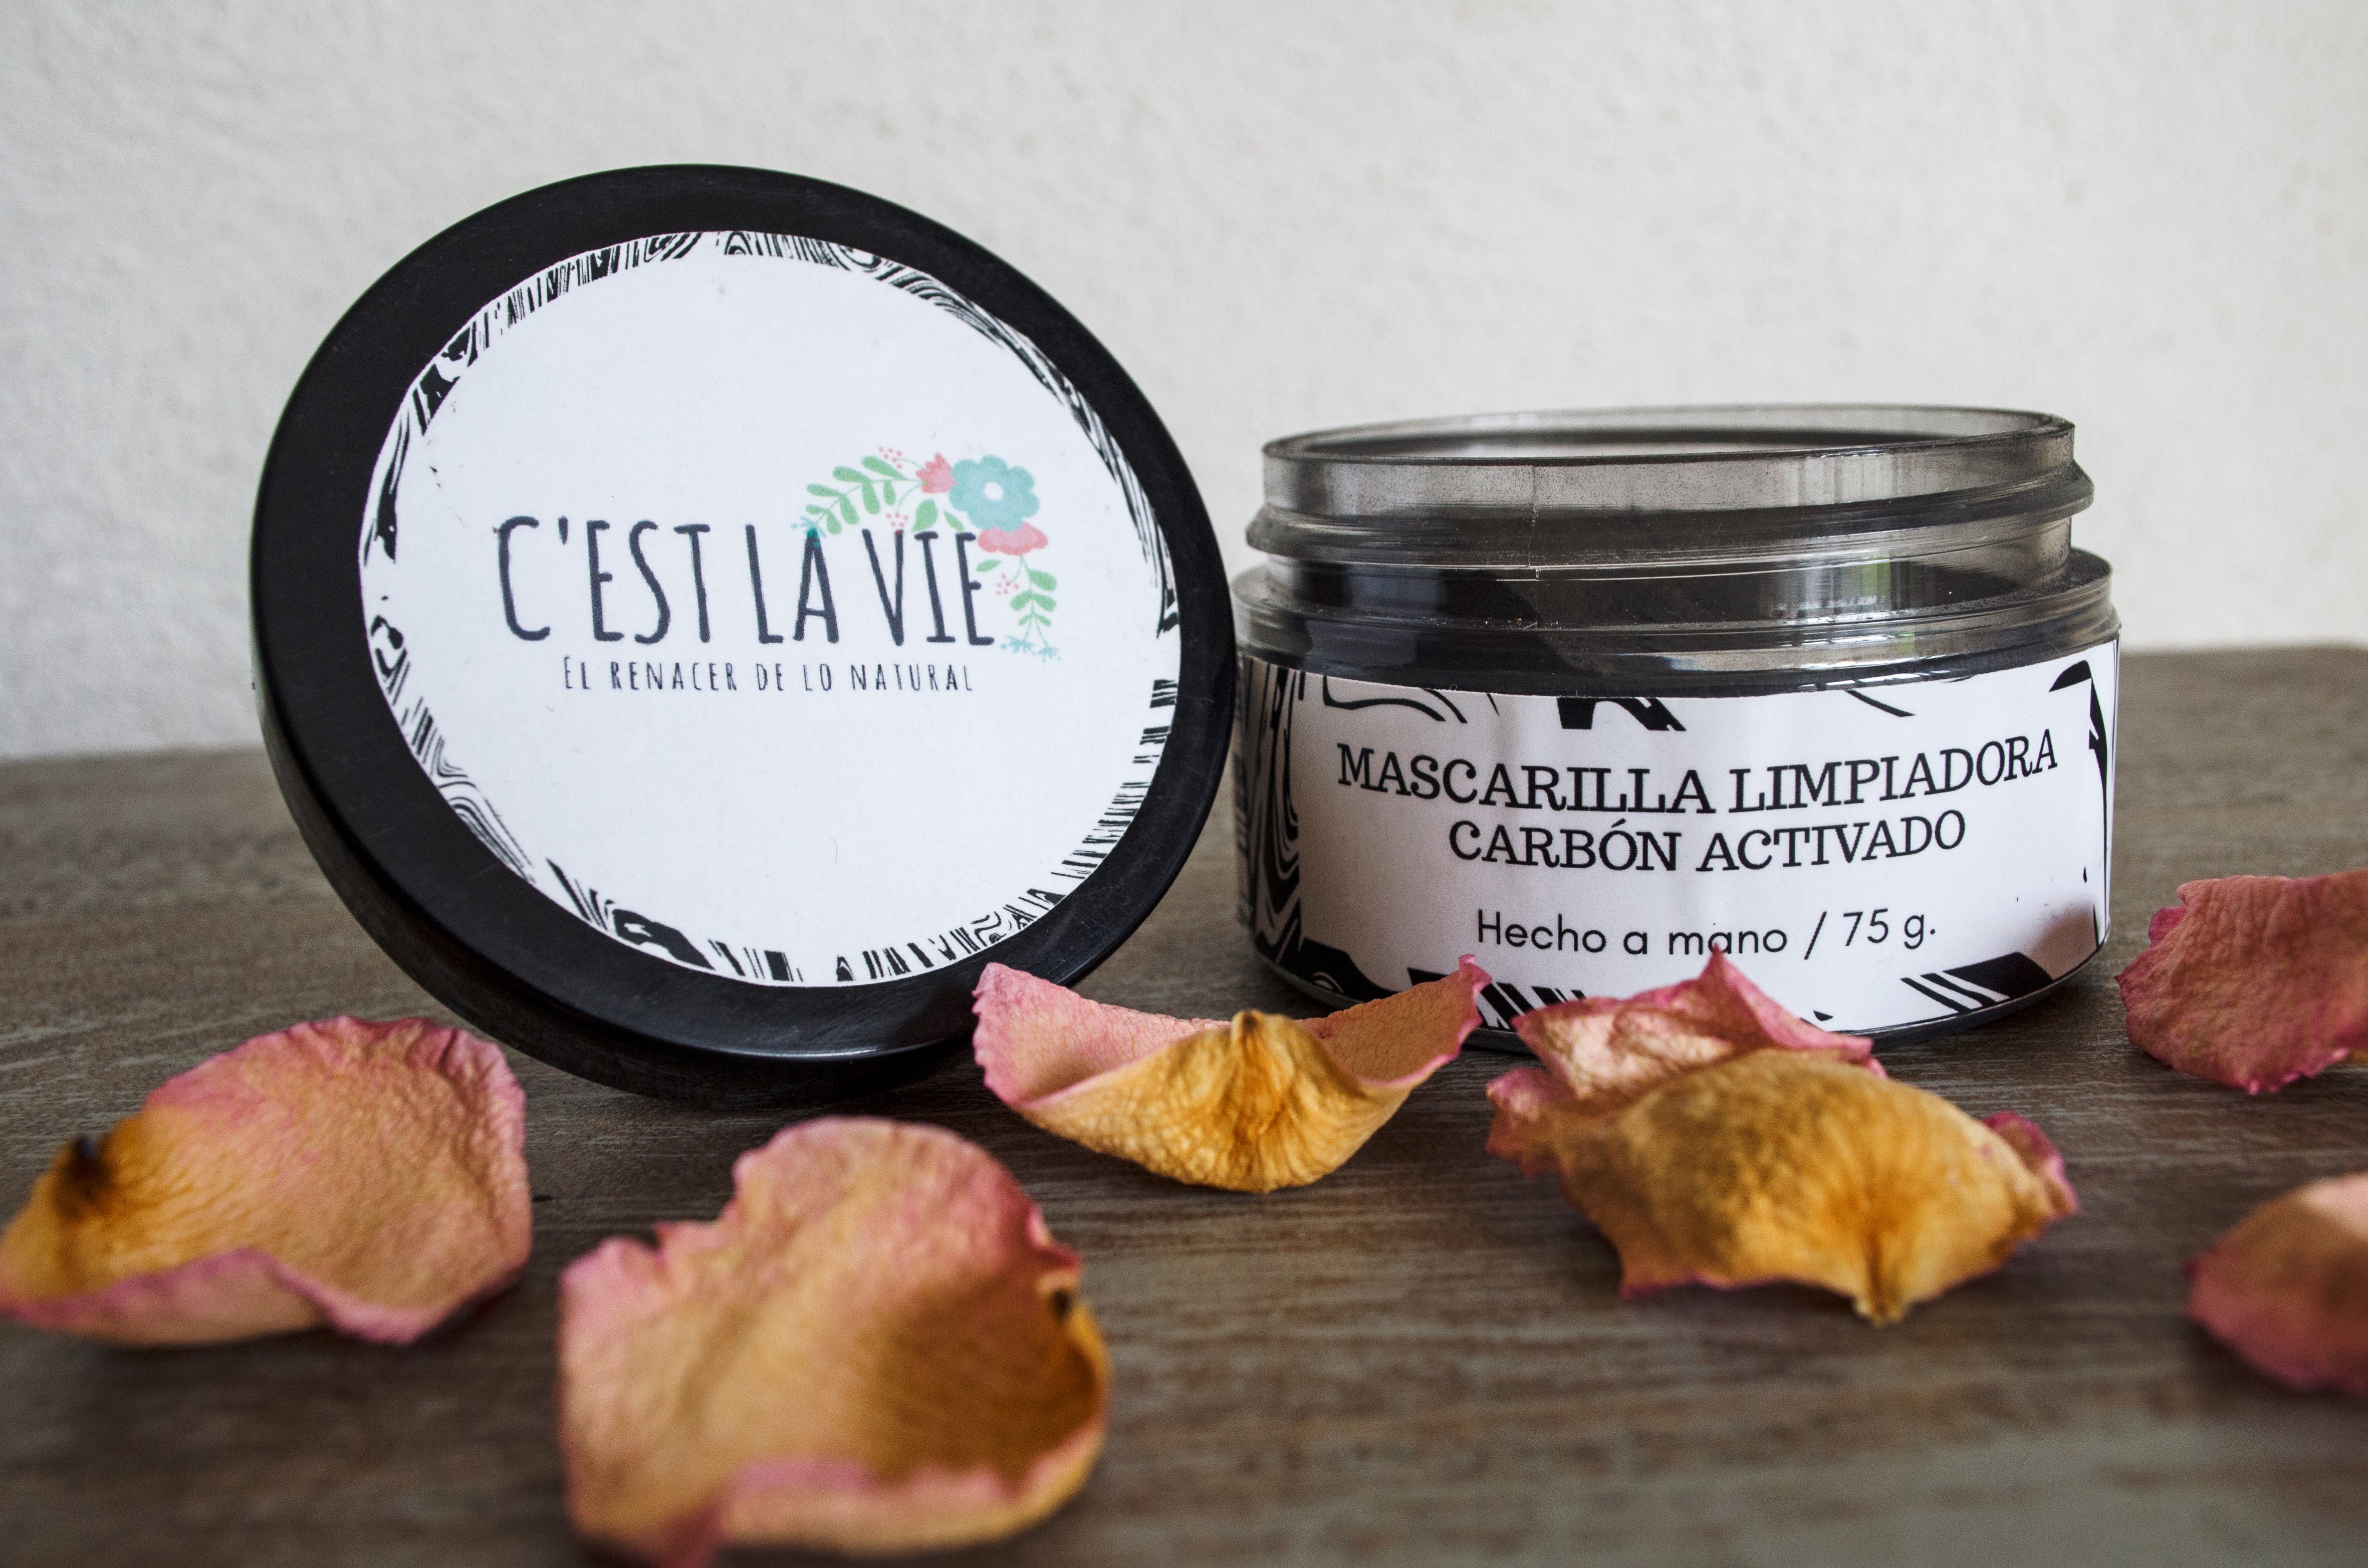 C'EST LA VIE
EL RENACER DE LO NATURAL
MASCARILLA LIMPIADORA
CARBÓN ACTIVADO
Hecho a mano / 75 g.